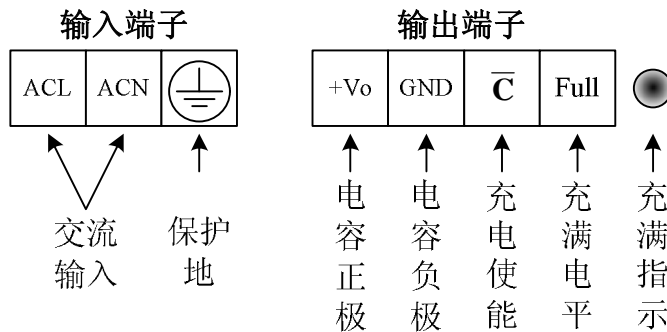 输入端子
输出端子
ACL ACN
+Vo GND C̅ Full
交流输入
保护地
电容正极
电容负极
充电使能
充满电平
充满指示